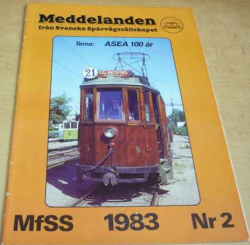 Meddelanden
från Svenska Spårvägssällskapet
Tema: ASEA 100 år
21
MfSS 1983 Nr 2